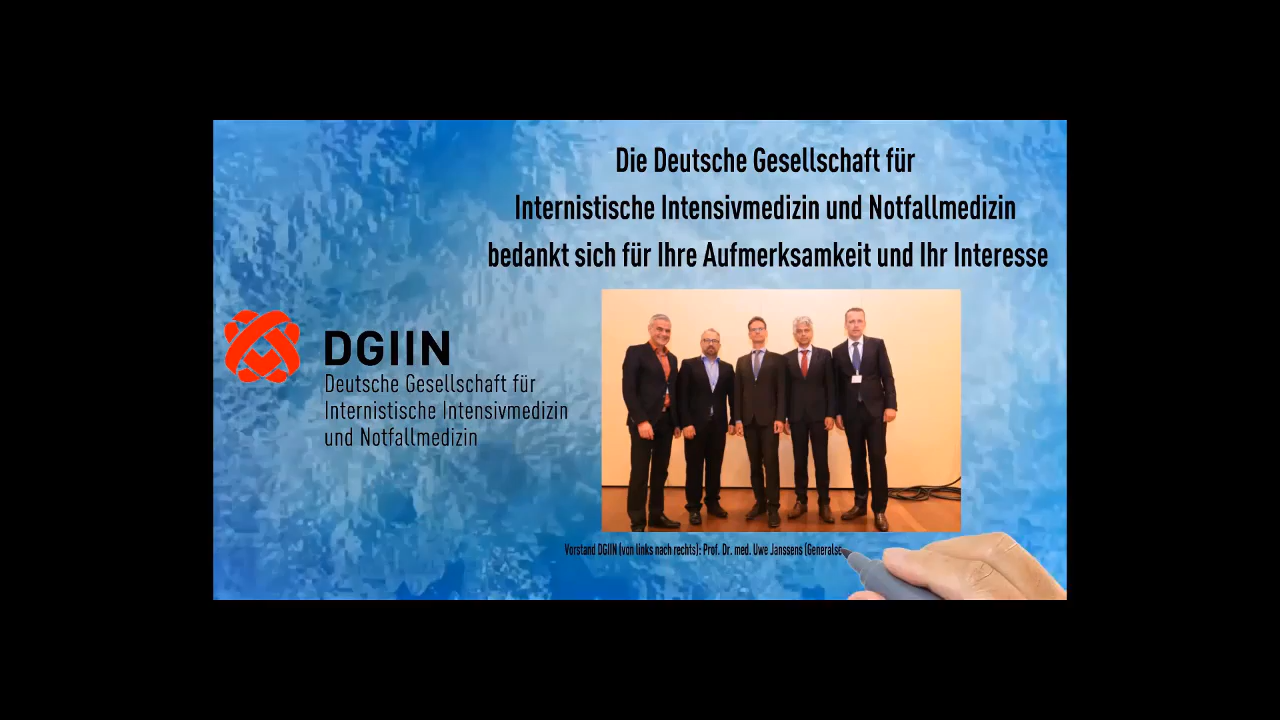 Die Deutsche Gesellschaft für
Internistische Intensivmedizin und Notfallmedizin
bedankt sich für Ihre Aufmerksamkeit und Ihr Interesse
DGIIN
Deutsche Gesellschaft für
Internistische Intensivmedizin
und Notfallmedizin
Vorstand DGIIN (von links nach rechts): Prof. Dr. med. Uwe Janssens (Generalse